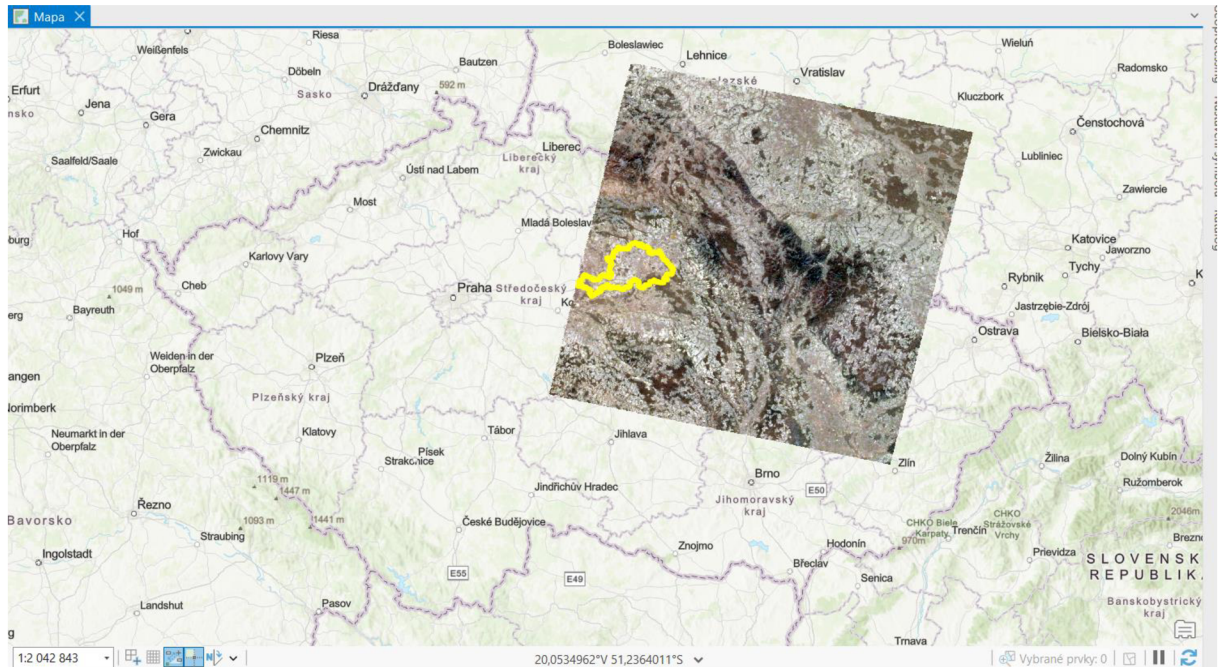 Mapa
Riesa
Weißenfels
Boleslawiec
Lehnice
Wieluń
Bautzen
Döbeln
Vratislav
Radomsko
Erfurt
Sasko
Drážďany
592 m
Kluczbork
Jena
Gera
Čenstochová
Chemnitz
Zwickau
Liberec
Liberecký
kraj
Lubliniec
Saalfeld/Saale
Ústí nad Labem
Zawiercie
Most
Mladá Boleslav
Hof
Katovice
Jaworzno
Karlovy Vary
Tychy
Rybnik
Cheb
Praha
Středočeský
kraj
1049 m
Bayreuth
Jastrzębie-Zdrój
Ostrava
Bielsko-Biała
Weiden in der
Oberpfalz
Plzeň
Plzeňský kraj
Neumarkt in der
Oberpfalz
Klatovy
Tábor
Jihlava
Písek
Strakonice
Zlín
Žilina
Dolný Kubín
Brno
Ružomberok
1119 m
1447 m
Jindřichův Hradec
E50
Jihomoravský
kraj
Řezno
1093 m
1441 m
České Budějovice
CHKO Biele
Karpaty
CHKO
Strážovské
Vrchy
2046m
Bavorsko
Straubing
Trenčín
970m
Znojmo
Hodonín
Prievidza
Ingolstadt
Břeclav
Senica
SLOVENSK
REPUBLIK
E55
E49
Landshut
Pasov
Banskobystrický
kraj
Trnava
1:2 042 843
20,0534962°V 51,2364011°S
Vybrané prvky: 0